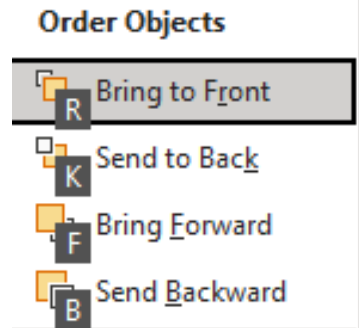 Order Objects
R Bring to Front
K Send to Back
F Bring Forward
B Send Backward